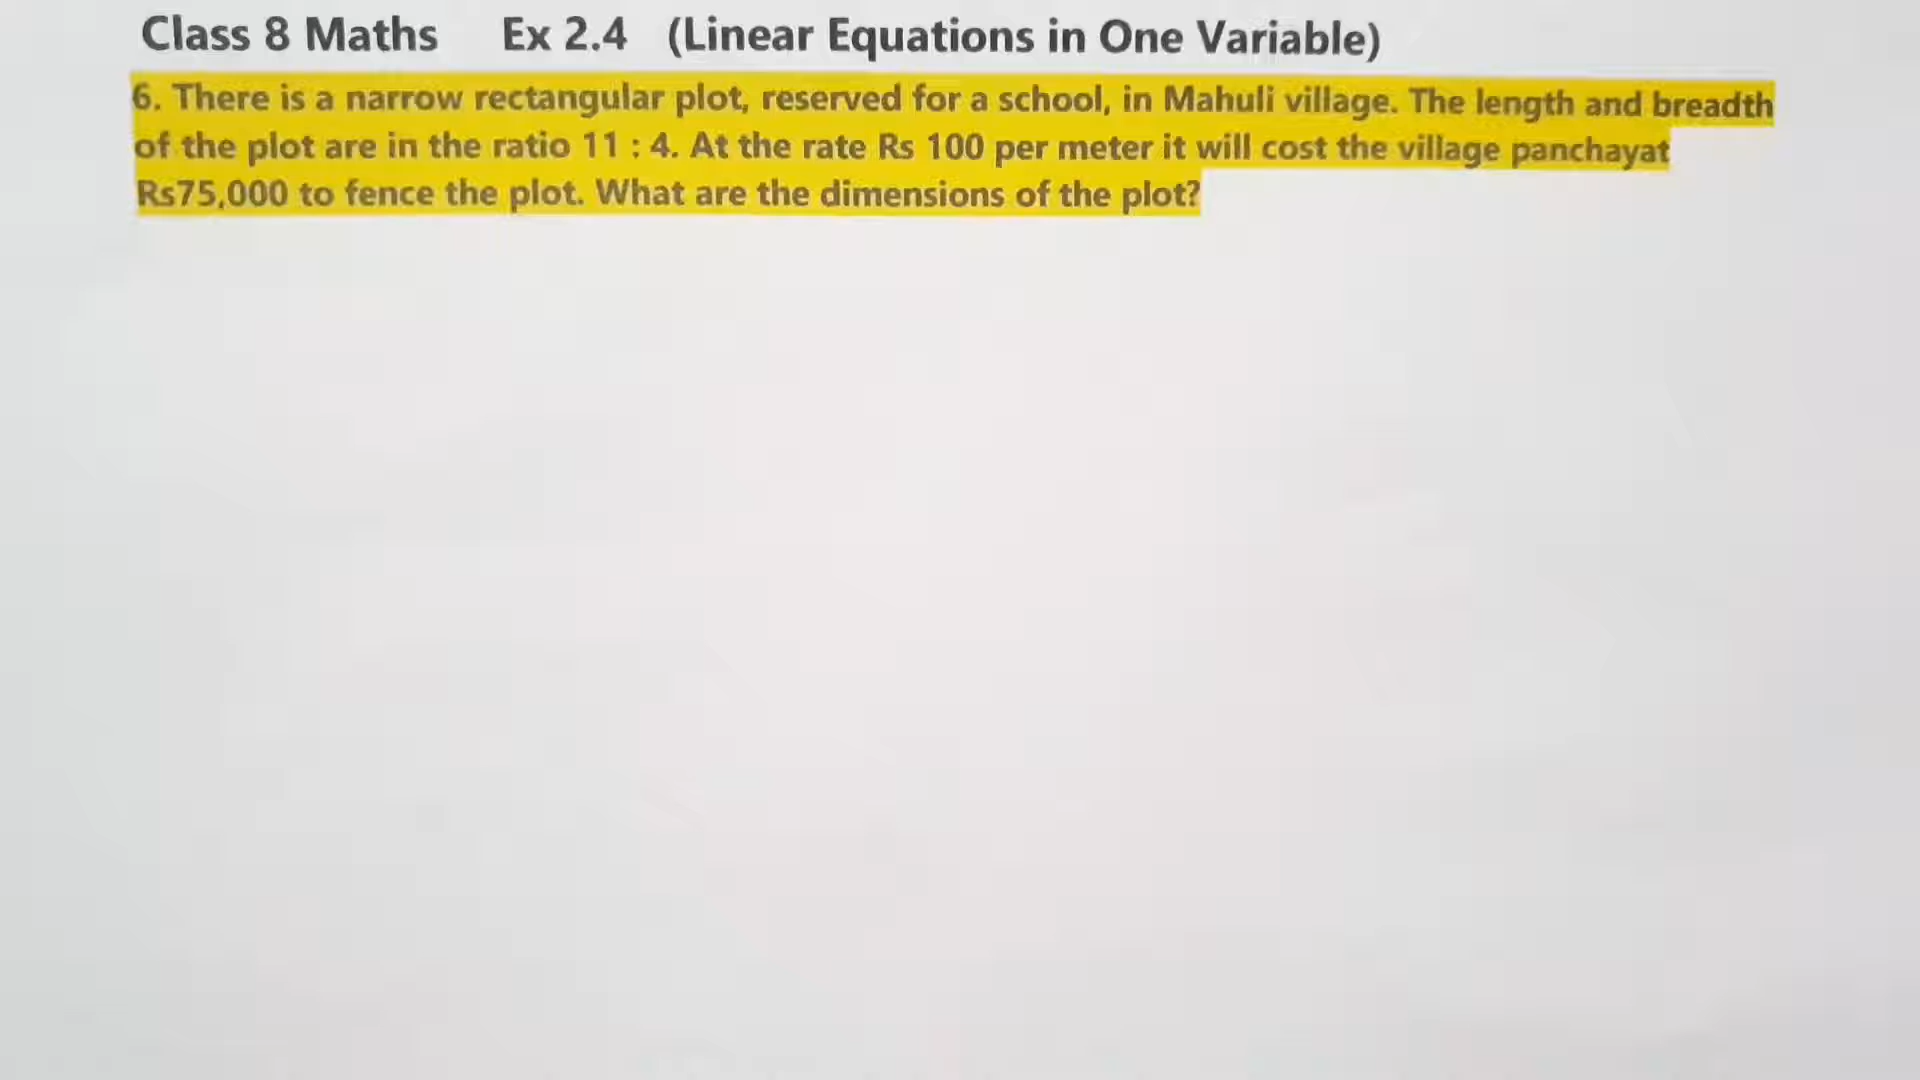 Class 8 Maths Ex 2.4 (Linear Equations in One Variable)
6. There is a narrow rectangular plot, reserved for a school, in Mahuli village. The length and breadth
of the plot are in the ratio 11 : 4. At the rate Rs 100 per meter it will cost the village panchayat
Rs75,000 to fence the plot. What are the dimensions of the plot?